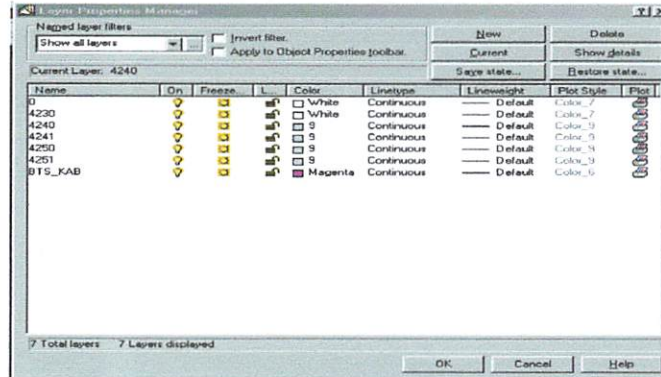 Layer Properties Manager
Named layer filters
Show all layers
...
Invert filter.
Apply to Object Properties toolbar.
New
Delete
Current
Show details
Save state...
Restore state...
Current Layer: 4240
Name On Freeze... L... Color Linetype Lineweight Plot Style Plot
0 White Continuous Default Color_7
4230 White Continuous Default Color_7
4240 9 Continuous Default Color_9
4241 9 Continuous Default Color_9
4250 9 Continuous Default Color_9
4251 9 Continuous Default Color_9
BTS_KAB Magenta Continuous Default Color_6
7 Total layers 7 Layers displayed
OK Cancel Help